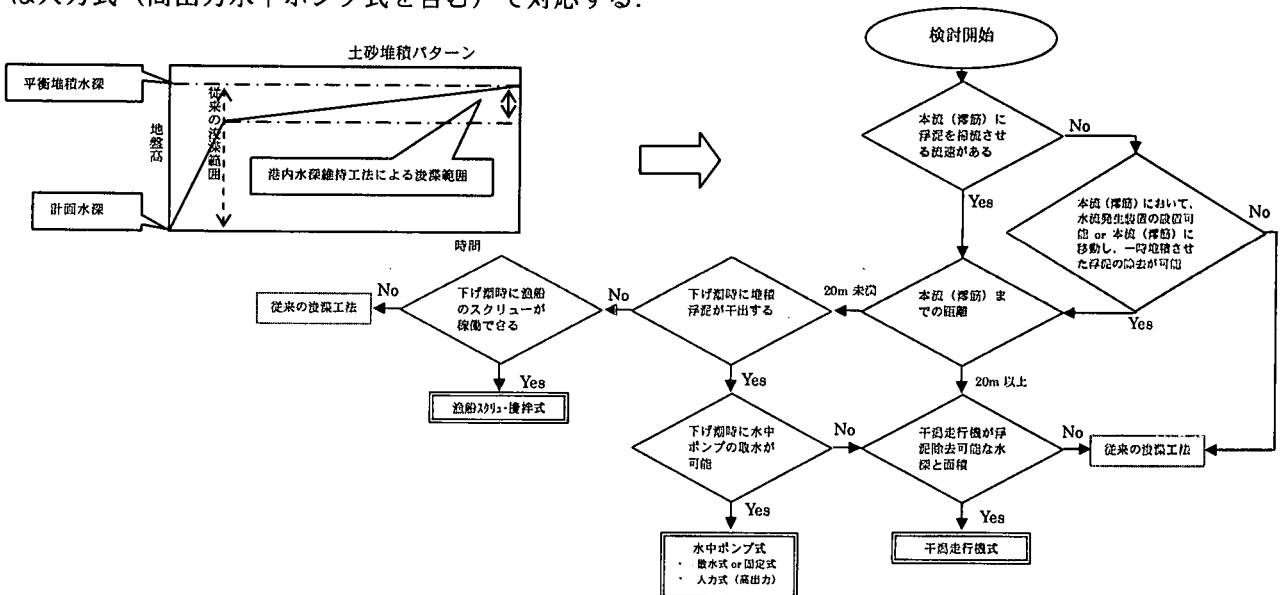 は人力式（高出力水中ポンプ式を含む）で対応する．
土砂堆積パターン
平衡堆積水深
地盤高
計画水深
従来の浚渫範囲
港内水深維持工法による浚渫範囲
時間
検討開始
本流（澪筋）に
浮泥を掃流させ
る流速がある
No
Yes
本流（澪筋）において、
水流発生装置の設置可
能 or 本流（澪筋）に
移動し、一時堆積させ
た浮泥の除去が可能
No
Yes
本流（澪筋）ま
での距離
20m 未満
20m 以上
下げ潮時に堆積
浮泥が干出する
No
Yes
下げ潮時に漁船
のスクリューが
稼働できる
No
従来の浚渫工法
Yes
漁船スクリュー攪拌式
下げ潮時に水中
ポンプの取水が
可能
No
Yes
干潟走行機が浮
泥除去可能な水
深と面積
No
従来の浚渫工法
Yes
水中ポンプ式
・ 散水式 or 固定式
・ 人力式（高出力）
干潟走行機式